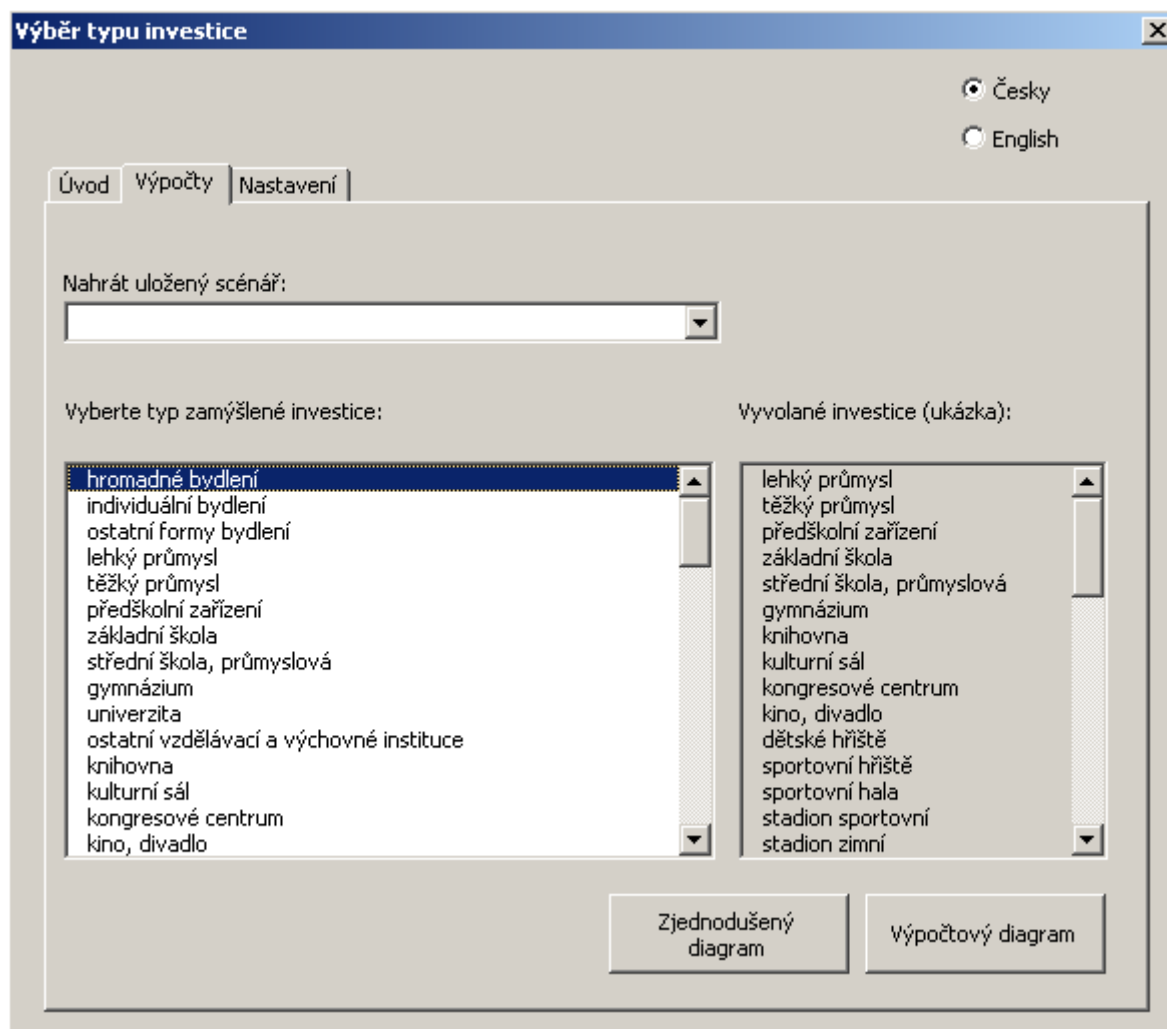 Výběr typu investice
Česky
English
Úvod
Výpočty
Nastavení
Nahrát uložený scénář:
Vyberte typ zamýšlené investice:
hromadné bydlení
individuální bydlení
ostatní formy bydlení
lehký průmysl
těžký průmysl
předškolní zařízení
základní škola
střední škola, průmyslová
gymnázium
univerzita
ostatní vzdělávací a výchovné instituce
knihovna
kulturní sál
kongresové centrum
kino, divadlo
Vyvolané investice (ukázka):
lehký průmysl
těžký průmysl
předškolní zařízení
základní škola
střední škola, průmyslová
gymnázium
knihovna
kulturní sál
kongresové centrum
kino, divadlo
dětské hřiště
sportovní hřiště
sportovní hala
stadion sportovní
stadion zimní
Zjednodušený
diagram
Výpočtový diagram